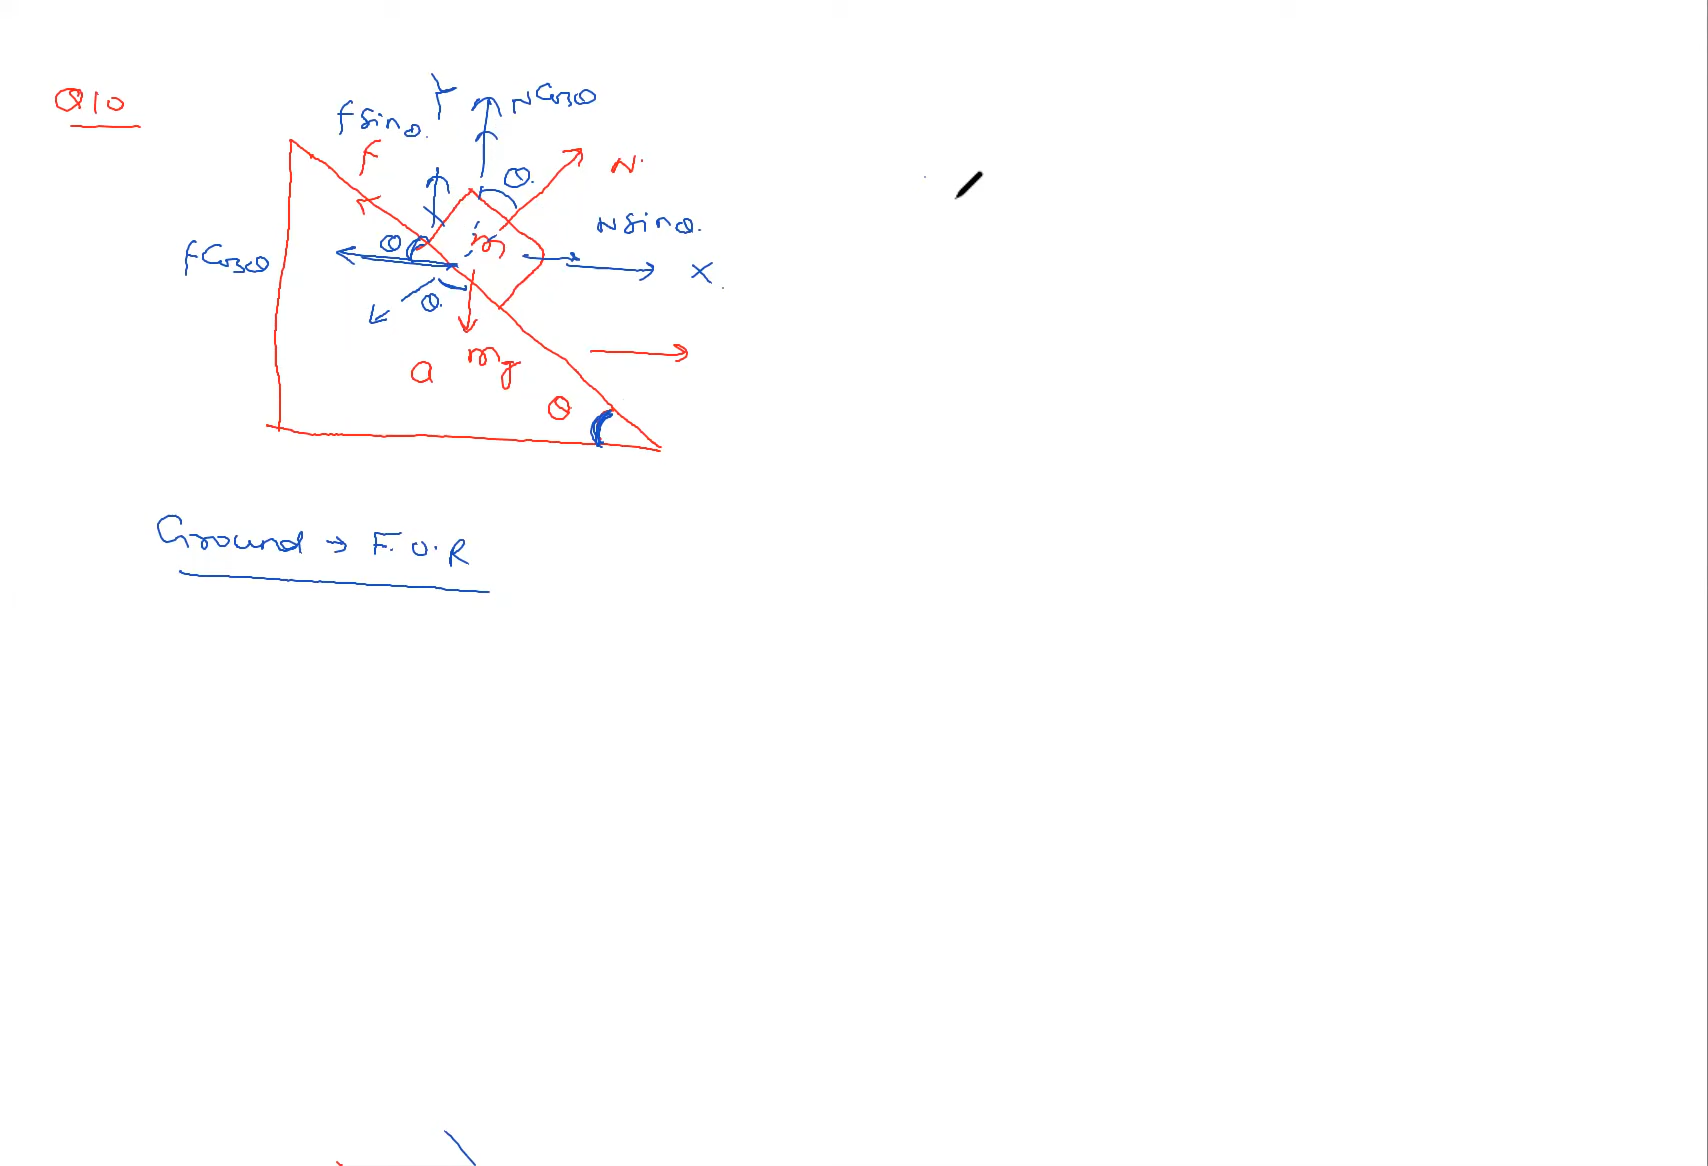 Q10
Y
N Cosθ
f sinθ.
f
θ.
N.
N sinθ.
θ
m
f Cosθ
X.
θ.
mg
a
θ
Ground → F.O.R